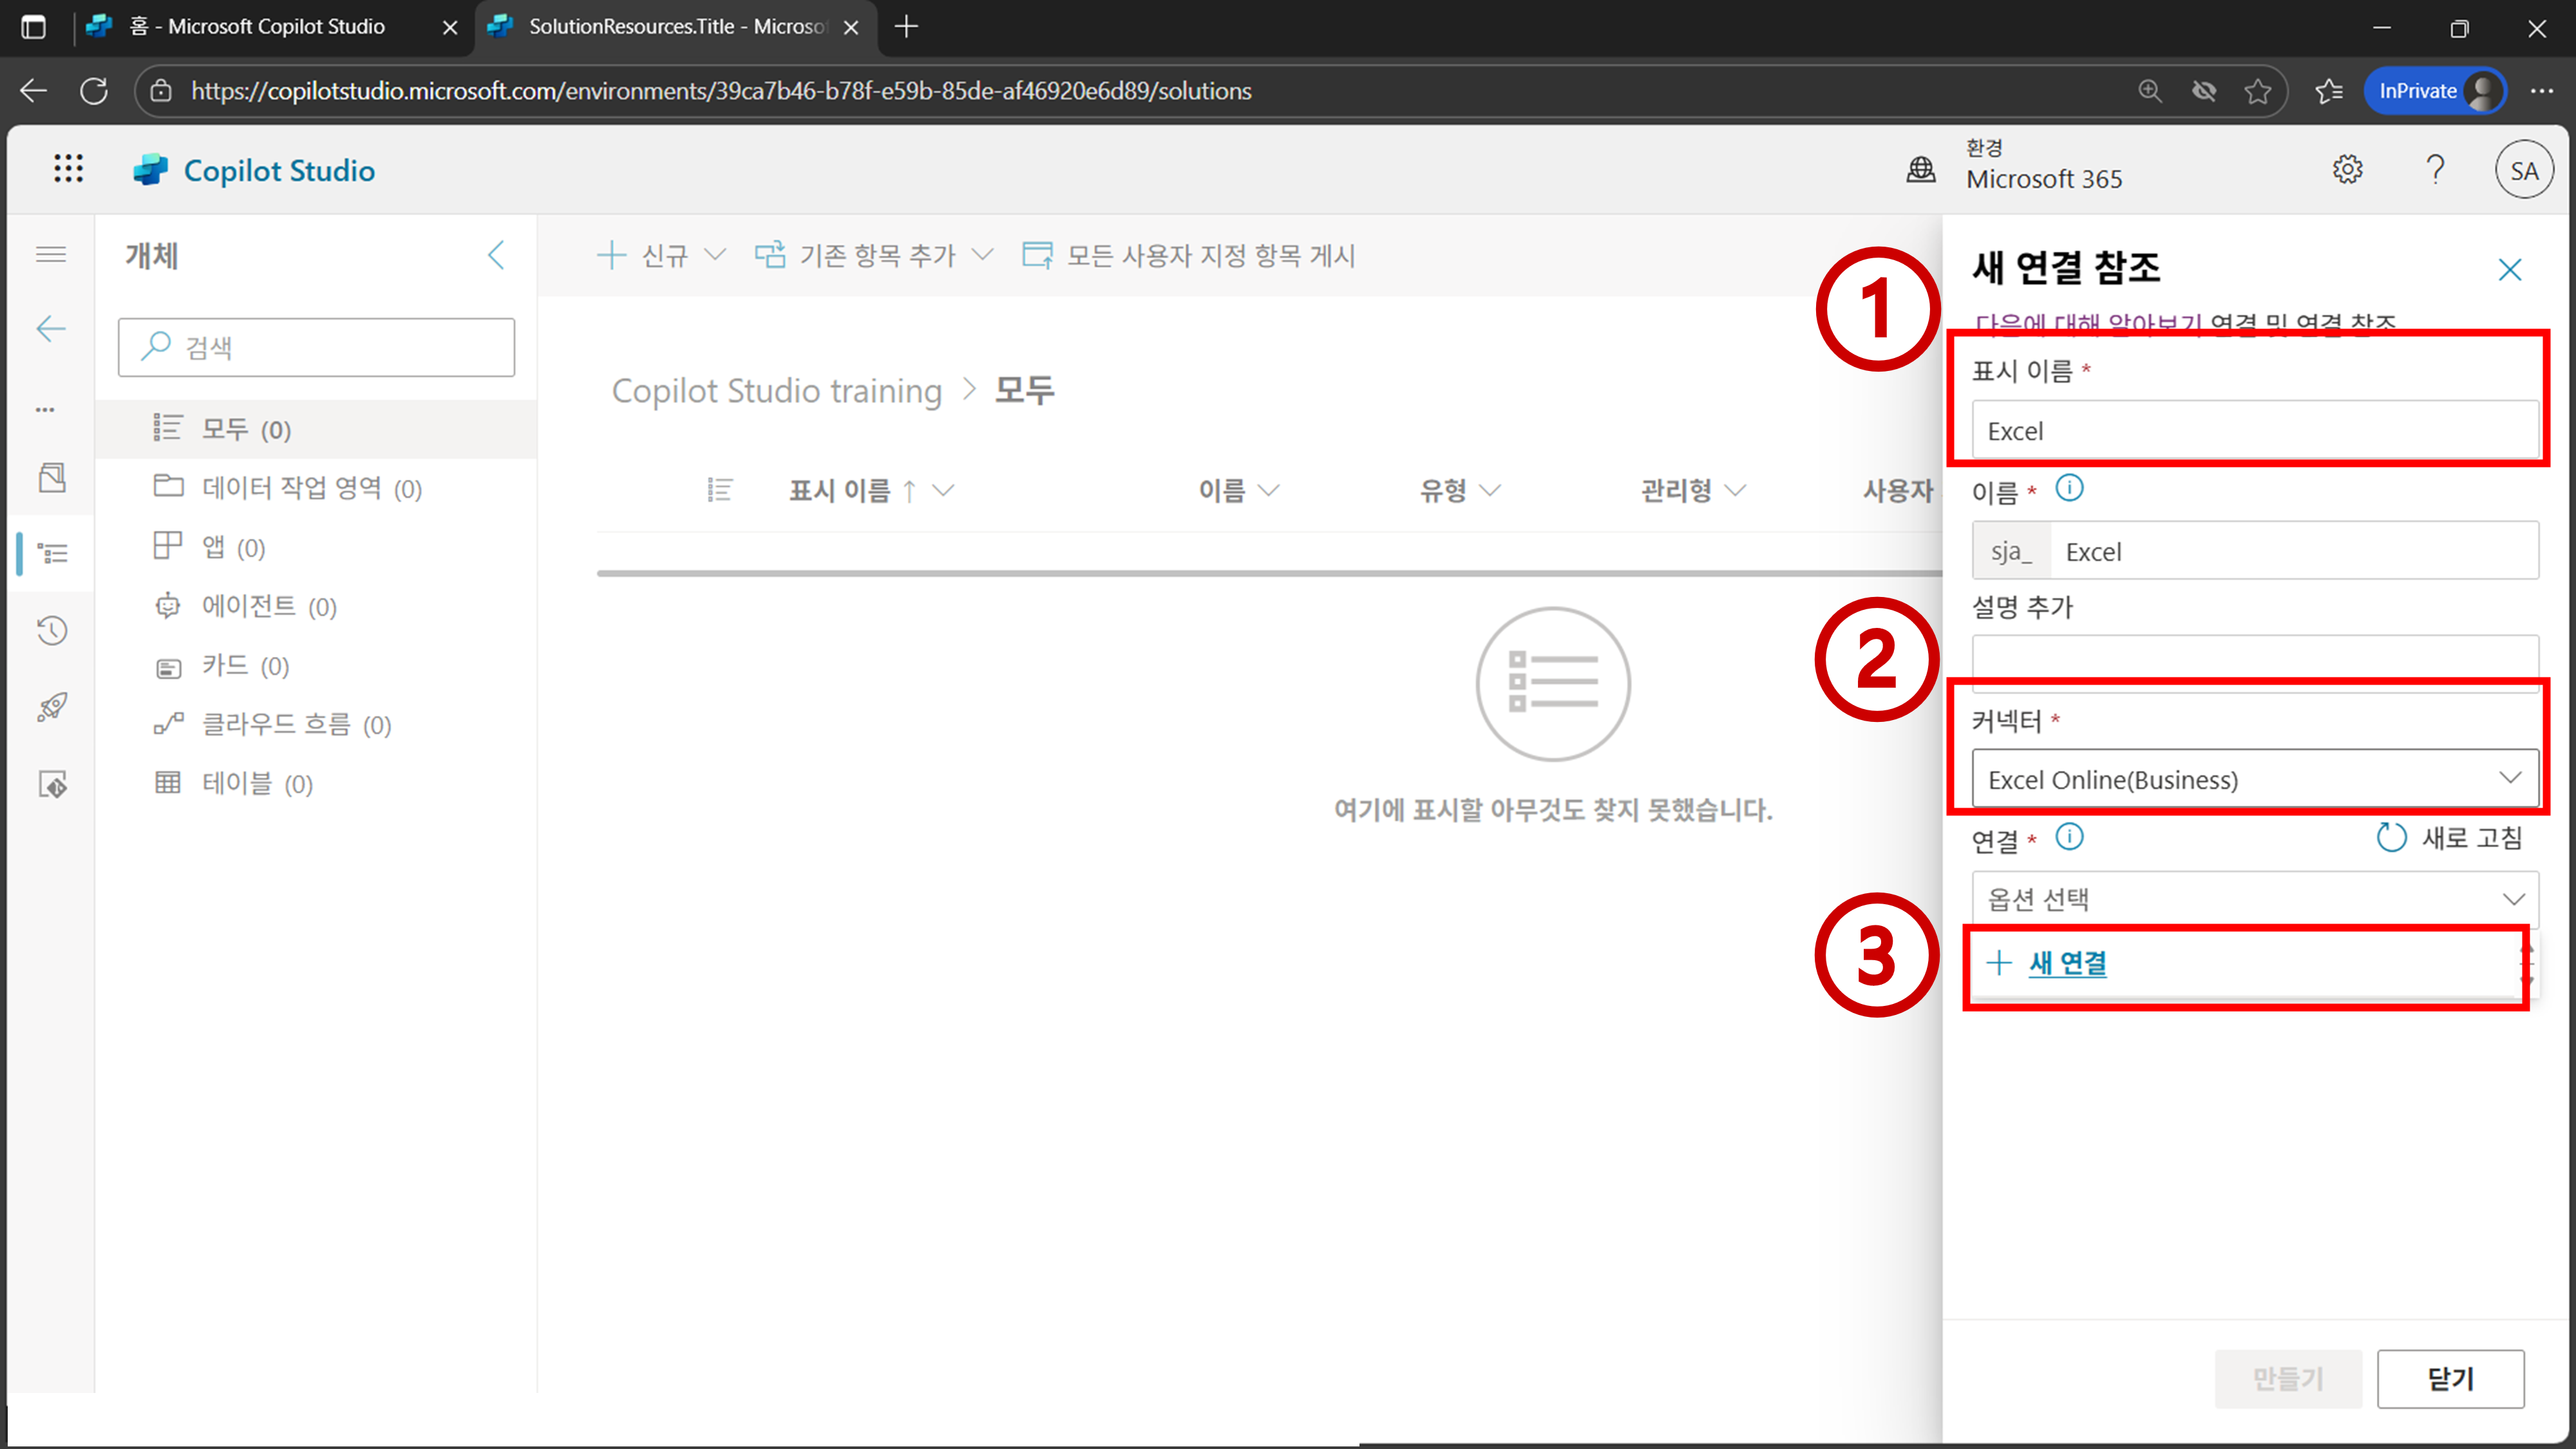 홈 - Microsoft Copilot Studio
SolutionResources.Title - Microso
https://copilotstudio.microsoft.com/environments/39ca7b46-b78f-e59b-85de-af46920e6d89/solutions
InPrivate
Copilot Studio
환경
Microsoft 365
SA
개체
검색
모두 (0)
데이터 작업 영역 (0)
앱 (0)
에이전트 (0)
카드 (0)
클라우드 흐름 (0)
테이블 (0)
신규
기존 항목 추가
모든 사용자 지정 항목 게시
Copilot Studio training > 모두
표시 이름 ↑
이름
유형
관리형
사용자
여기에 표시할 아무것도 찾지 못했습니다.
새 연결 참조
다음에 대해 알아보기 연결 및 연결 참조
1
표시 이름 *
Excel
이름 *
sja_ Excel
설명 추가
2
커넥터 *
Excel Online(Business)
연결 *
새로 고침
옵션 선택
3
+ 새 연결
만들기
닫기